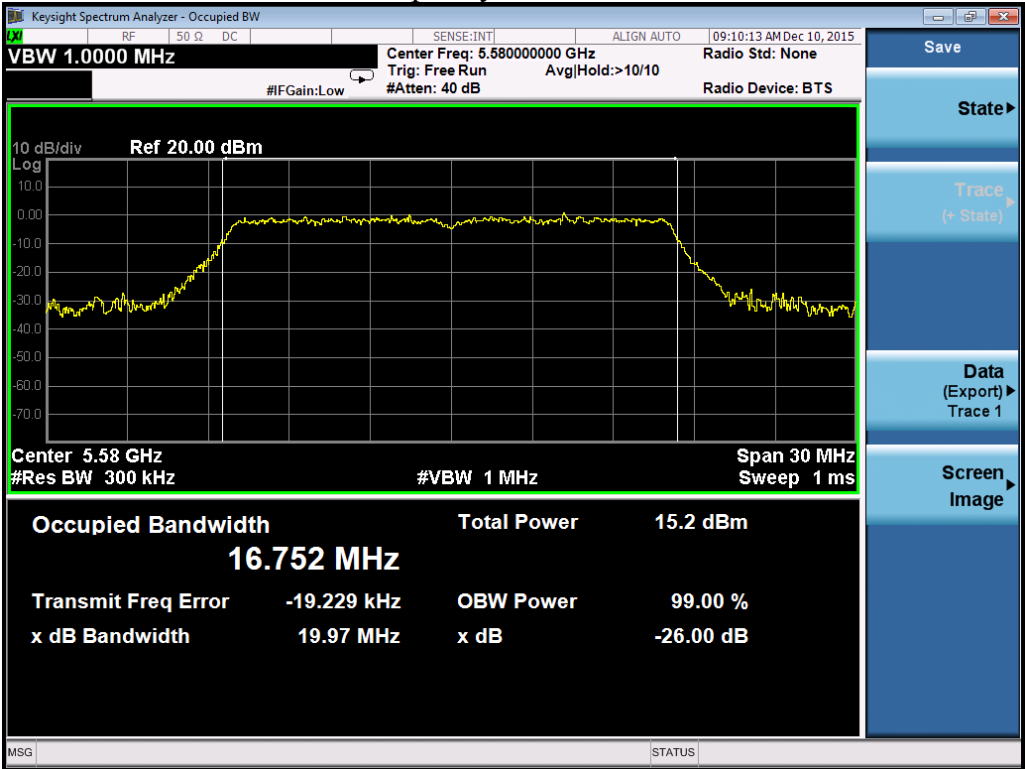 Keysight Spectrum Analyzer - Occupied BW
LXI RF 50 Ω DC SENSE:INT ALIGN AUTO 09:10:13 AM Dec 10, 2015
VBW 1.0000 MHz
Center Freq: 5.580000000 GHz Radio Std: None
Trig: Free Run Avg|Hold:>10/10
#IFGain:Low #Atten: 40 dB Radio Device: BTS
10 dB/div Ref 20.00 dBm
Log
10.0
0.00
-10.0
-20.0
-30.0
-40.0
-50.0
-60.0
-70.0
Center 5.58 GHz Span 30 MHz
#Res BW 300 kHz #VBW 1 MHz Sweep 1 ms
Occupied Bandwidth Total Power 15.2 dBm
16.752 MHz
Transmit Freq Error -19.229 kHz OBW Power 99.00 %
x dB Bandwidth 19.97 MHz x dB -26.00 dB
MSG STATUS
Save
State
Trace
(+ State)
Data
(Export)
Trace 1
Screen
Image